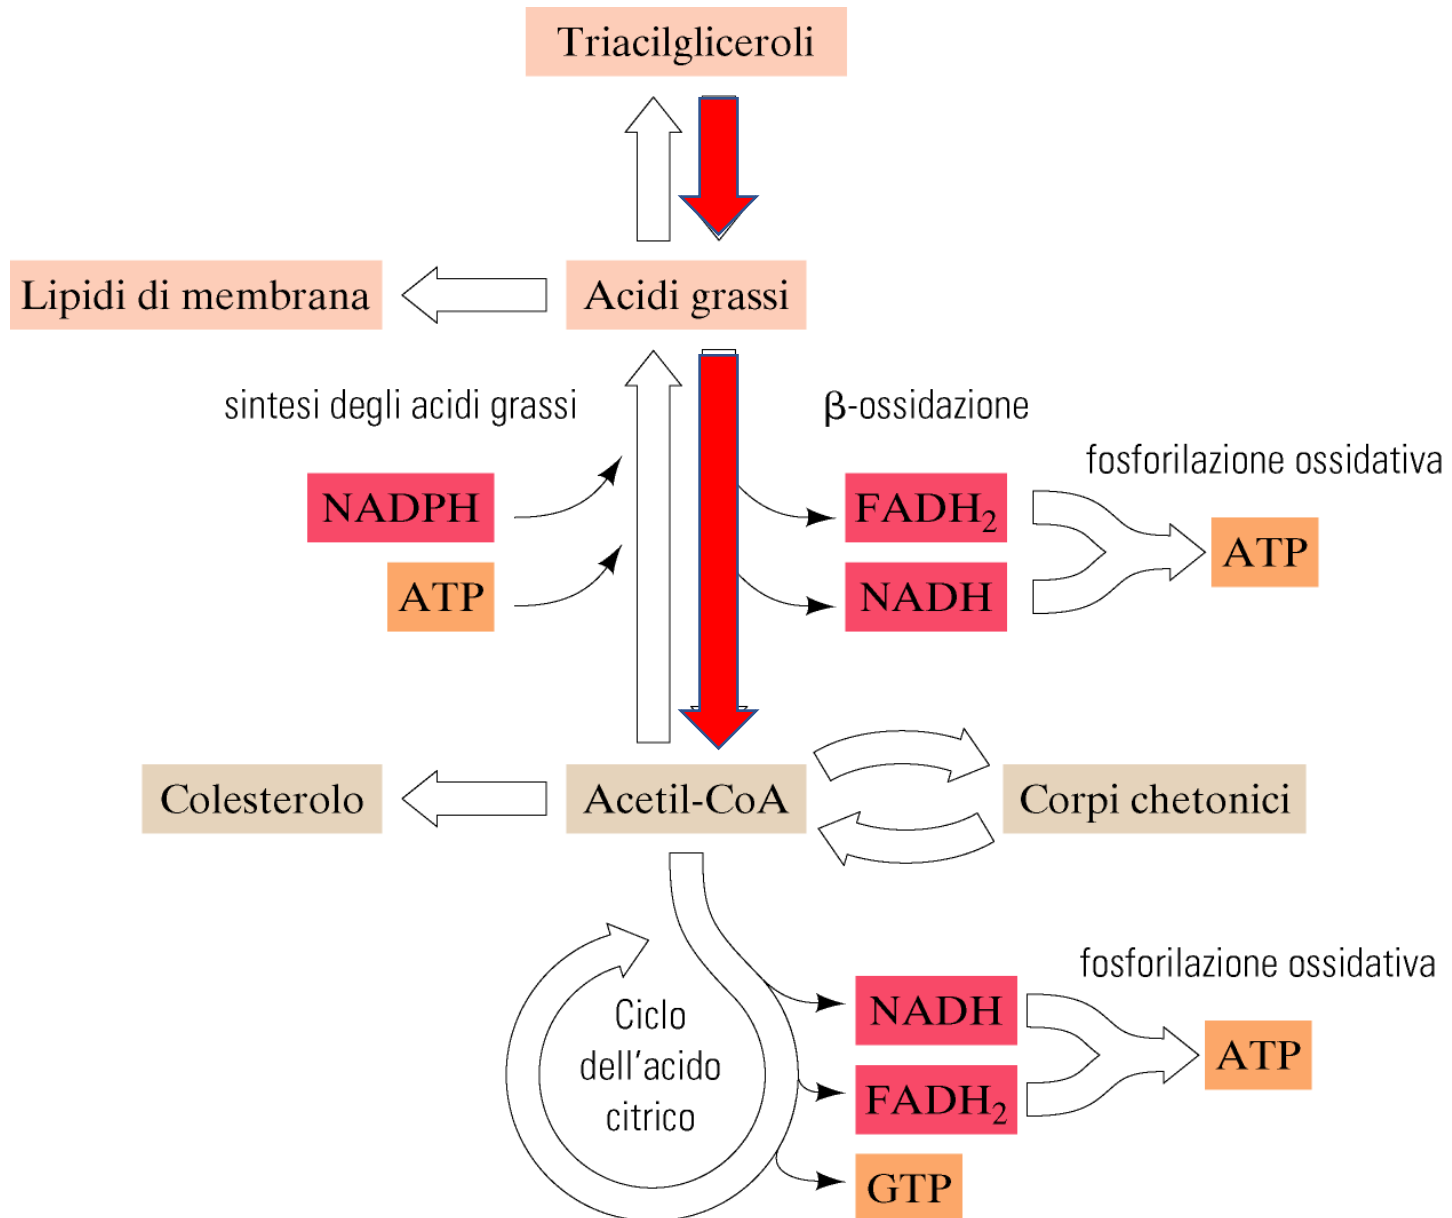 Triacilgliceroli
Lipidi di membrana
Acidi grassi
sintesi degli acidi grassi
β-ossidazione
fosforilazione ossidativa
NADPH
FADH₂
ATP
ATP
NADH
Colesterolo
Acetil-CoA
Corpi chetonici
fosforilazione ossidativa
Ciclo
dell'acido
citrico
NADH
ATP
FADH₂
GTP